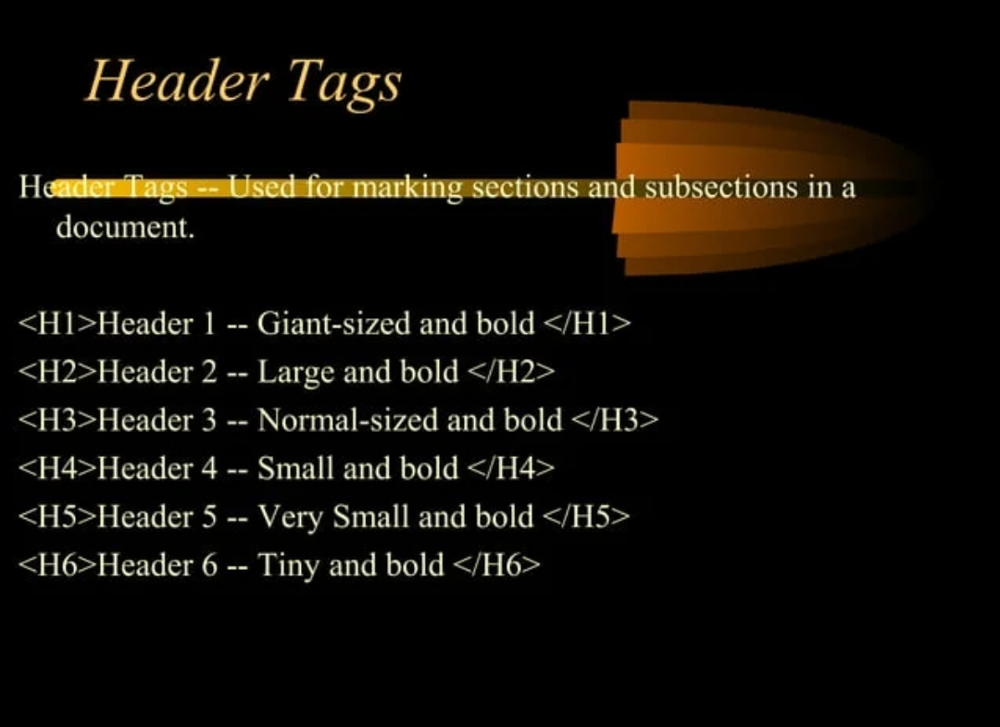 Header Tags
Header Tags -- Used for marking sections and subsections in a
document.
<H1>Header 1 -- Giant-sized and bold </H1>
<H2>Header 2 -- Large and bold </H2>
<H3>Header 3 -- Normal-sized and bold </H3>
<H4>Header 4 -- Small and bold </H4>
<H5>Header 5 -- Very Small and bold </H5>
<H6>Header 6 -- Tiny and bold </H6>